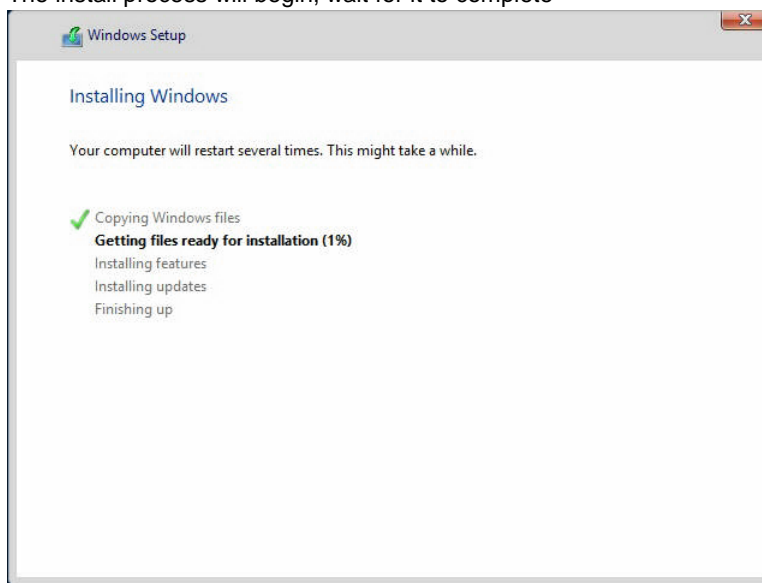 The install process will begin, wait for it to complete
Windows Setup
Installing Windows
Your computer will restart several times. This might take a while.
Copying Windows files
Getting files ready for installation (1%)
Installing features
Installing updates
Finishing up